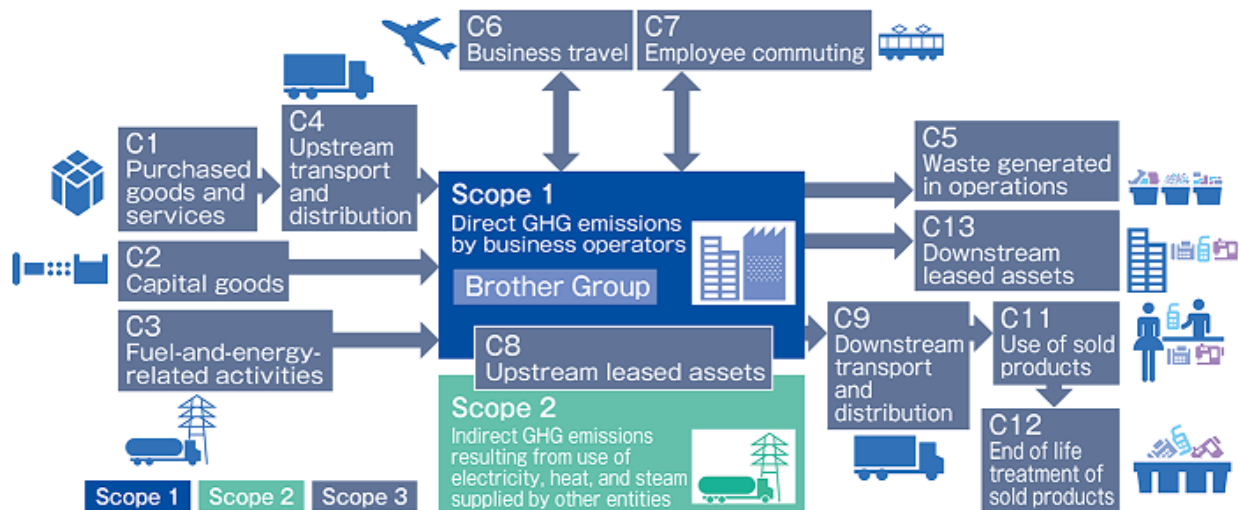 C6
Business travel
C7
Employee commuting
C1
Purchased
goods and
services
C4
Upstream
transport
and
distribution
C2
Capital goods
C3
Fuel-and-energy-
related activities
Scope 1
Direct GHG emissions
by business operators
Brother Group
C8
Upstream leased assets
Scope 2
Indirect GHG emissions
resulting from use of
electricity, heat, and steam
supplied by other entities
C5
Waste generated
in operations
C13
Downstream
leased assets
C9
Downstream
transport
and
distribution
C11
Use of sold
products
C12
End of life
treatment of
sold products
Scope 1
Scope 2
Scope 3